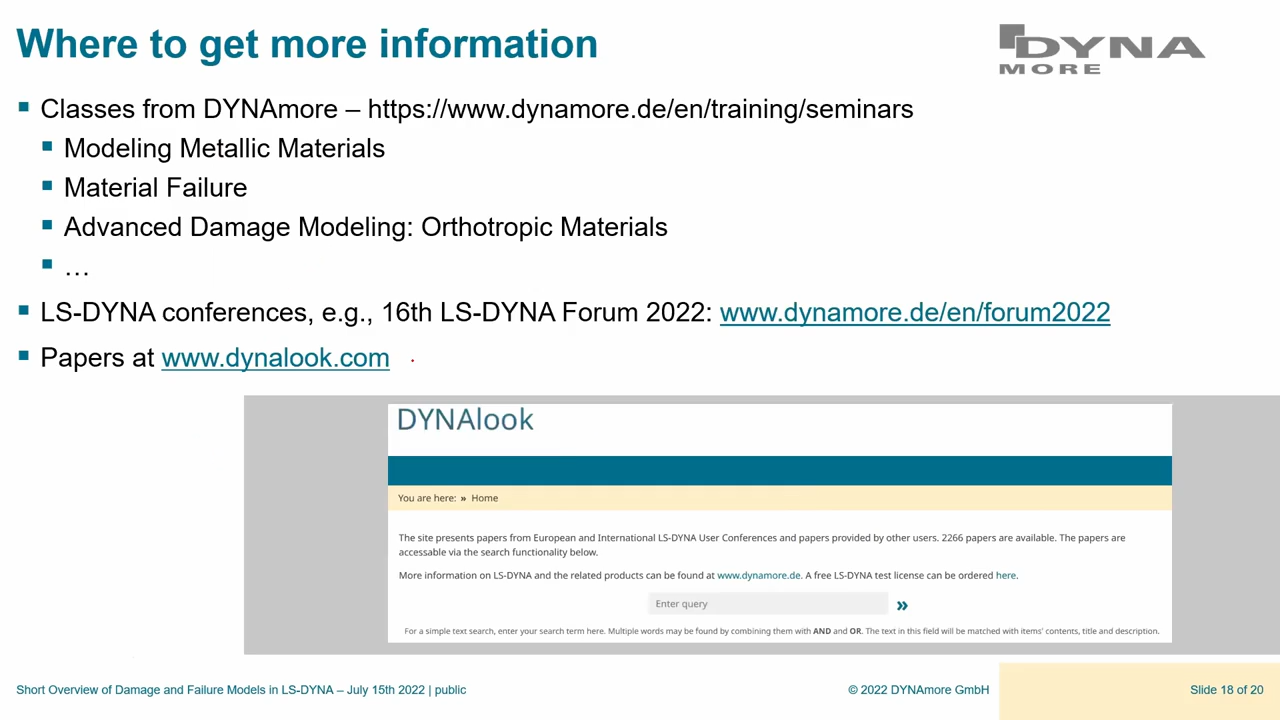 Where to get more information
DYNA
MORE
Classes from DYNAmore – https://www.dynamore.de/en/training/seminars
Modeling Metallic Materials
Material Failure
Advanced Damage Modeling: Orthotropic Materials
…
LS-DYNA conferences, e.g., 16th LS-DYNA Forum 2022: www.dynamore.de/en/forum2022
Papers at www.dynalook.com
DYNAlook
You are here: » Home
The site presents papers from European and International LS-DYNA User Conferences and papers provided by other users. 2266 papers are available. The papers are
accessable via the search functionality below.
More information on LS-DYNA and the related products can be found at www.dynamore.de. A free LS-DYNA test license can be ordered here.
Enter query »
For a simple text search, enter your search term here. Multiple words may be found by combining them with AND and OR. The text in this field will be matched with items' contents, title and description.
Short Overview of Damage and Failure Models in LS-DYNA – July 15th 2022 | public
© 2022 DYNAmore GmbH
Slide 18 of 20